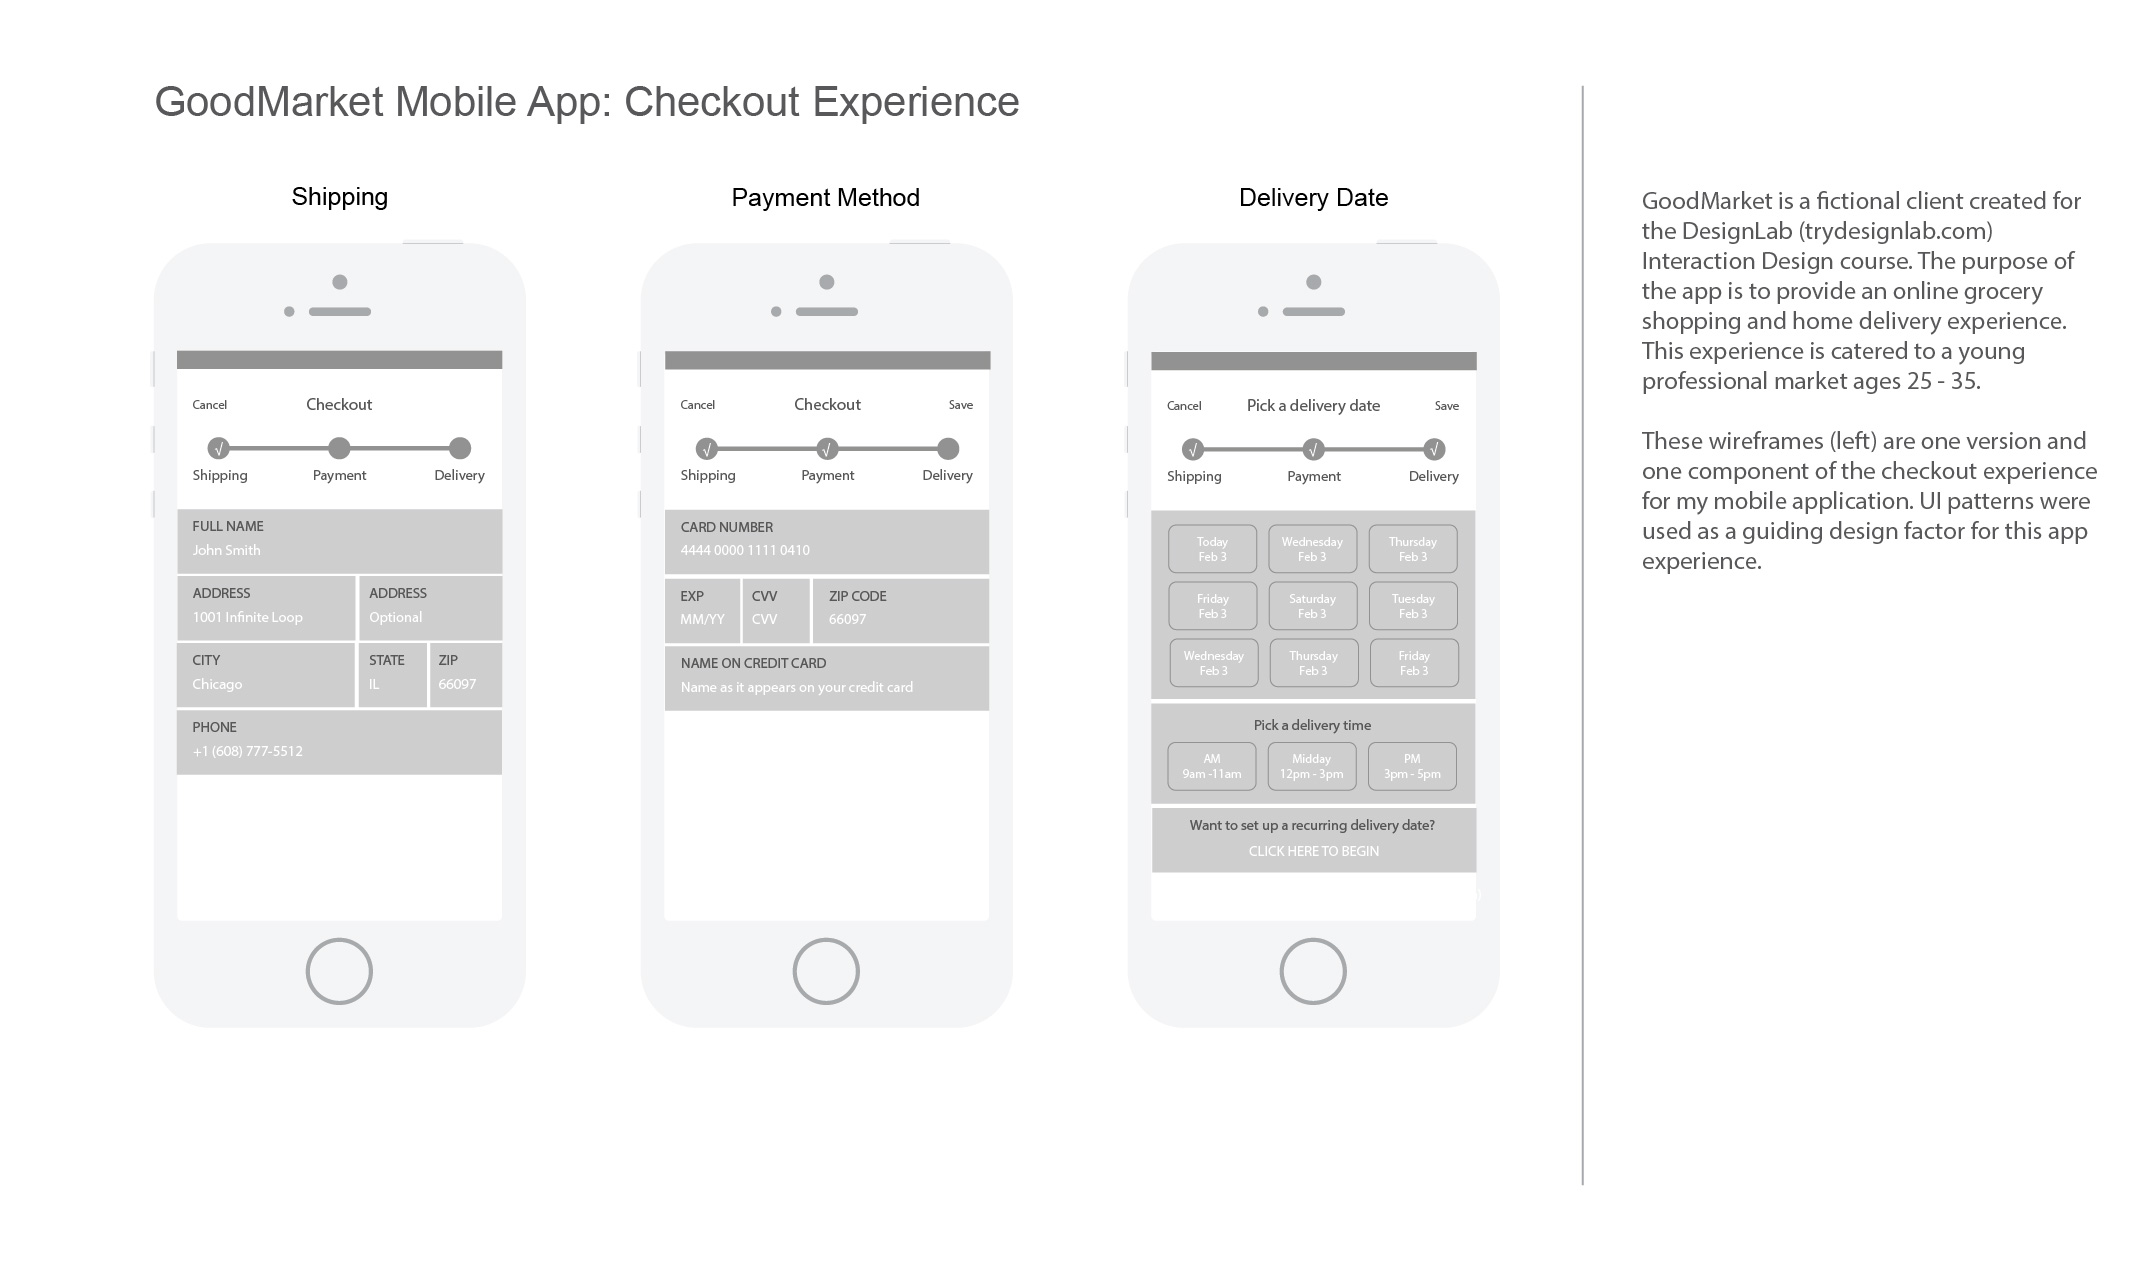 GoodMarket Mobile App: Checkout Experience
Shipping
Cancel Checkout
√
Shipping Payment Delivery
FULL NAME
John Smith
ADDRESS ADDRESS
1001 Infinite Loop Optional
CITY STATE ZIP
Chicago IL 66097
PHONE
+1 (608) 777-5512
Payment Method
Cancel Checkout Save
√ √
Shipping Payment Delivery
CARD NUMBER
4444 0000 1111 0410
EXP CVV ZIP CODE
MM/YY CVV 66097
NAME ON CREDIT CARD
Name as it appears on your credit card
Delivery Date
Cancel Pick a delivery date Save
√ √ √
Shipping Payment Delivery
Today Wednesday Thursday
Feb 3 Feb 3 Feb 3
Friday Saturday Tuesday
Feb 3 Feb 3 Feb 3
Wednesday Thursday Friday
Feb 3 Feb 3 Feb 3
Pick a delivery time
AM Midday PM
9am -11am 12pm - 3pm 3pm - 5pm
Want to set up a recurring delivery date?
CLICK HERE TO BEGIN
GoodMarket is a fictional client created for
the DesignLab (trydesignlab.com)
Interaction Design course. The purpose of
the app is to provide an online grocery
shopping and home delivery experience.
This experience is catered to a young
professional market ages 25 - 35.
These wireframes (left) are one version and
one component of the checkout experience
for my mobile application. UI patterns were
used as a guiding design factor for this app
experience.